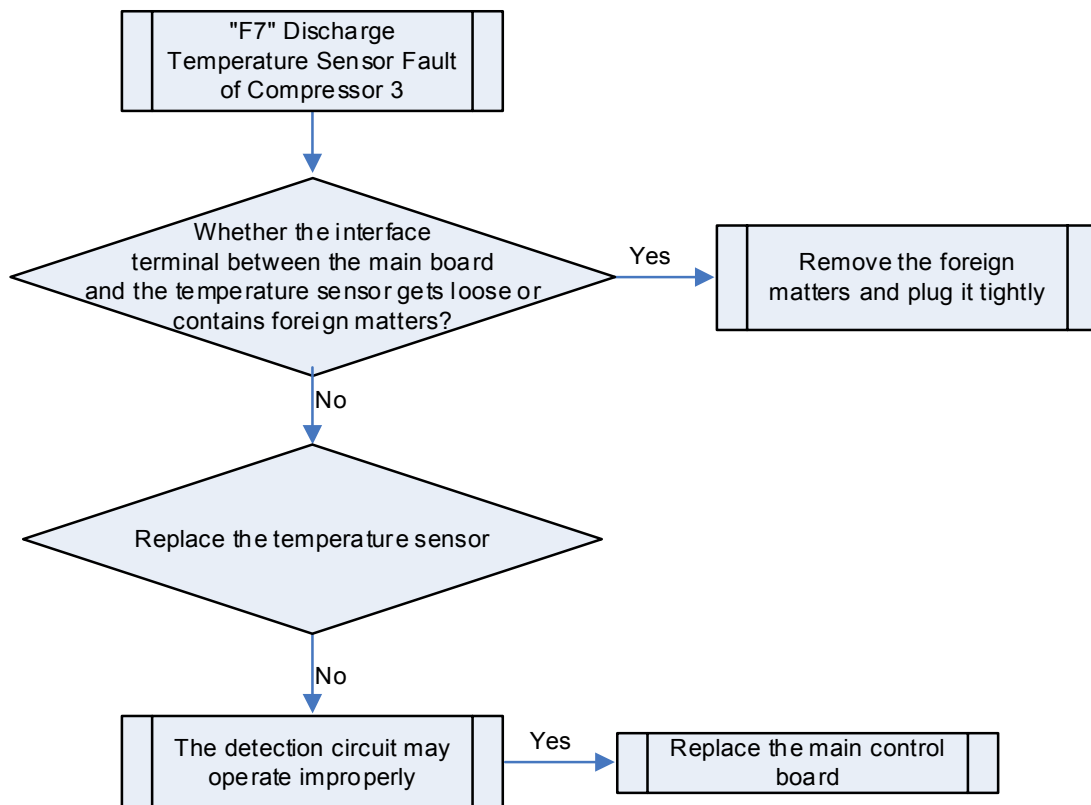 "F7" Discharge
Temperature Sensor Fault
of Compressor 3
Whether the interface
terminal between the main board
and the temperature sensor gets loose or
contains foreign matters?
Yes
Remove the foreign
matters and plug it tightly
No
Replace the temperature sensor
No
The detection circuit may
operate improperly
Yes
Replace the main control
board